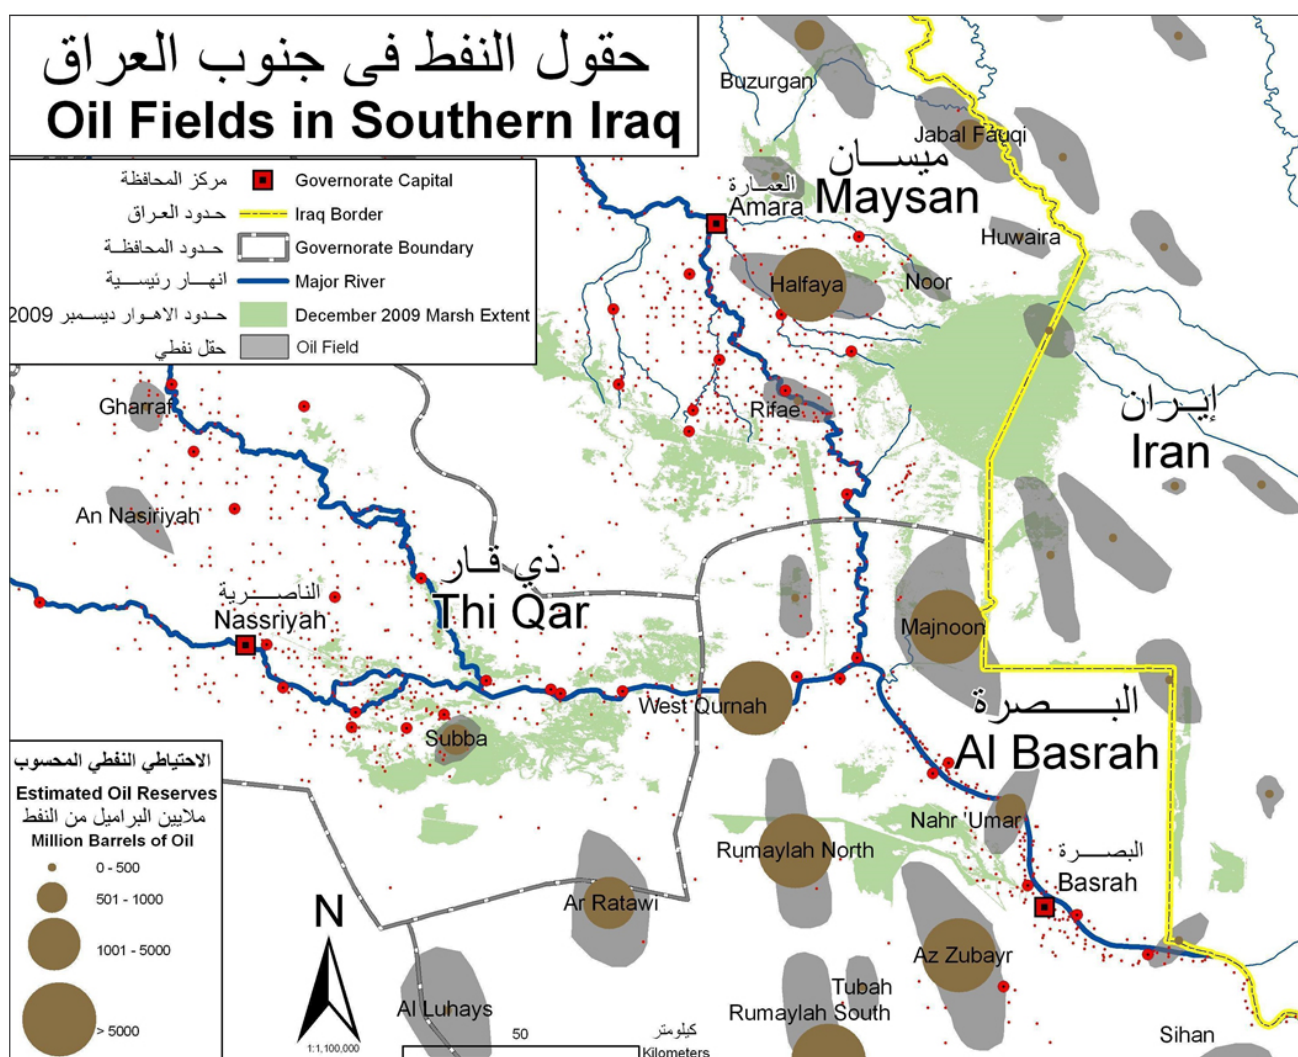 حقول النفط فى جنوب العراق
Oil Fields in Southern Iraq
مركز المحافظة
Governorate Capital
حدود العراق
Iraq Border
حدود المحافظة
Governorate Boundary
انهار رئيسية
Major River
حدود الاهوار ديسمبر 2009
December 2009 Marsh Extent
حقل نفطي
Oil Field
Buzurgan
Jabal Fauqi
ميسان
Maysan
العمارة
Amara
Huwaira
Halfaya
Noor
Gharraf
Rifae
إيران
Iran
An Nasiriyah
ذي قار
Thi Qar
الناصرية
Nassriyah
Majnoon
West Qurnah
البصرة
Al Basrah
Subba
Nahr 'Umar
Rumaylah North
البصرة
Basrah
Ar Ratawi
Az Zubayr
Tubah
Al Luhays
Rumaylah South
Sihan
الاحتياطي النفطي المحسوب
Estimated Oil Reserves
ملايين البراميل من النفط
Million Barrels of Oil
0 - 500
501 - 1000
1001 - 5000
> 5000
N
1:1,100,000
50
كيلومتر
Kilometers